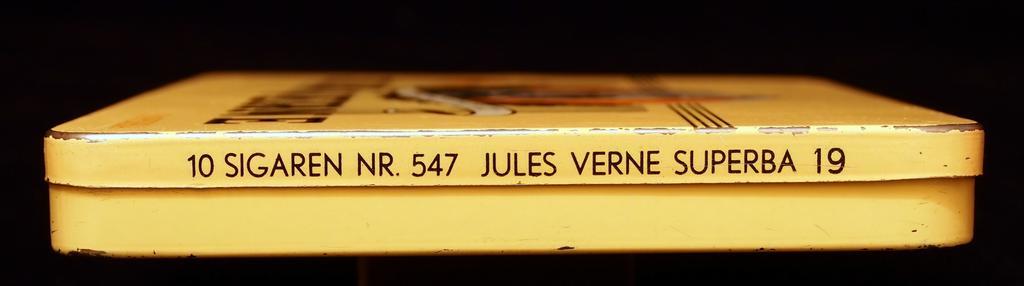 10 SIGAREN NR. 547 JULES VERNE SUPERBA 19